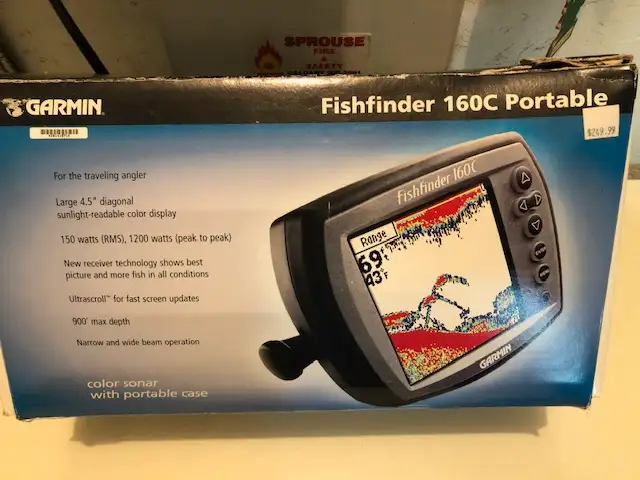 SPROUSE
FIRE
&
SAFETY
GARMIN
Fishfinder 160C Portable
$249.99
For the traveling angler
Large 4.5" diagonal
sunlight-readable color display
150 watts (RMS), 1200 watts (peak to peak)
New receiver technology shows best
picture and more fish in all conditions
Ultrascroll™ for fast screen updates
900' max depth
Narrow and wide beam operation
color sonar
with portable case
Fishfinder 160C
Range
69
43°F
GARMIN